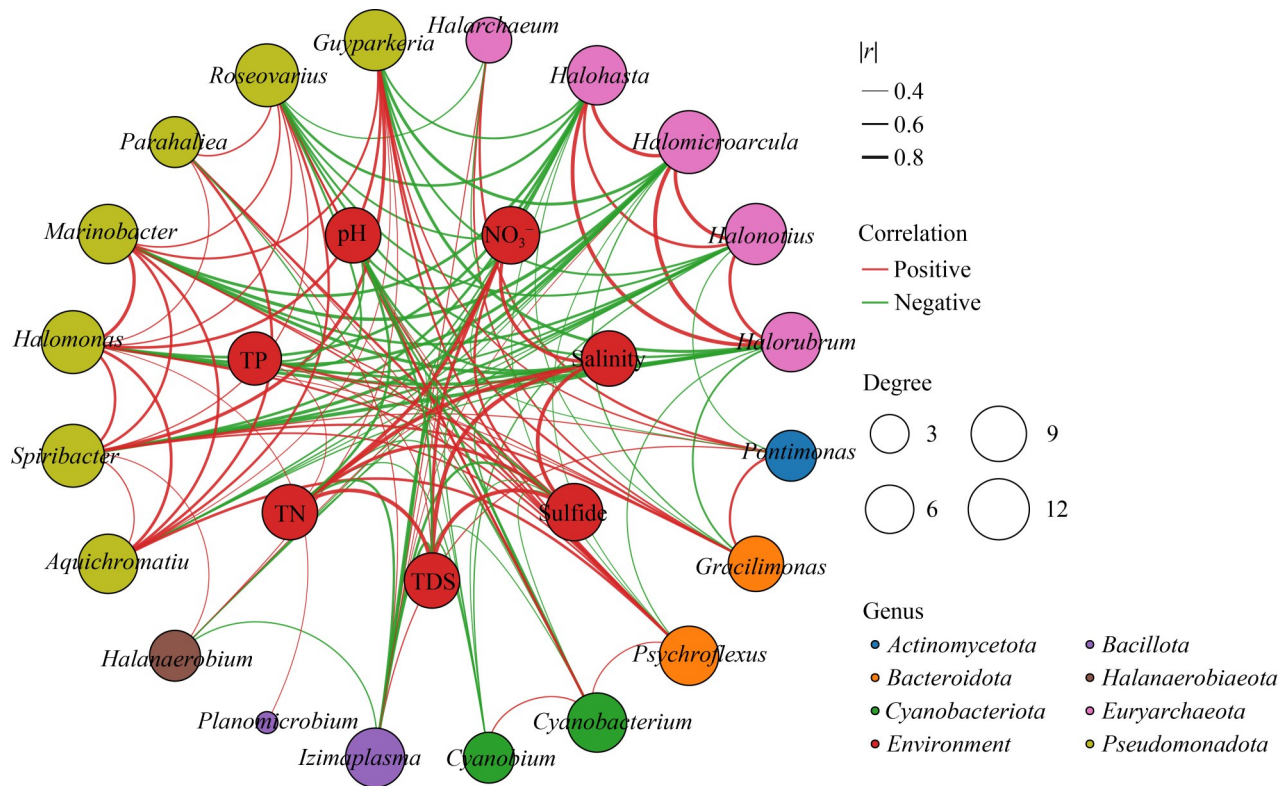 Guyparkeria
Halarchaeum
Roseovarius
Halohasta
Parahaliea
Halomicroarcula
Marinobacter
pH
NO₃⁻
Halonotius
Halomonas
TP
Salinity
Halorubrum
Spiribacter
Pontimonas
Aquichromatiu
TN
Sulfide
Gracilimonas
TDS
Halanaerobium
Psychroflexus
Planomicrobium
Izimaplasma
Cyanobium
Cyanobacterium
|r|
0.4
0.6
0.8
Correlation
Positive
Negative
Degree
3 9
6 12
Genus
Actinomycetota Bacillota
Bacteroidota Halanaerobiaeota
Cyanobacteriota Euryarchaeota
Environment Pseudomonadota